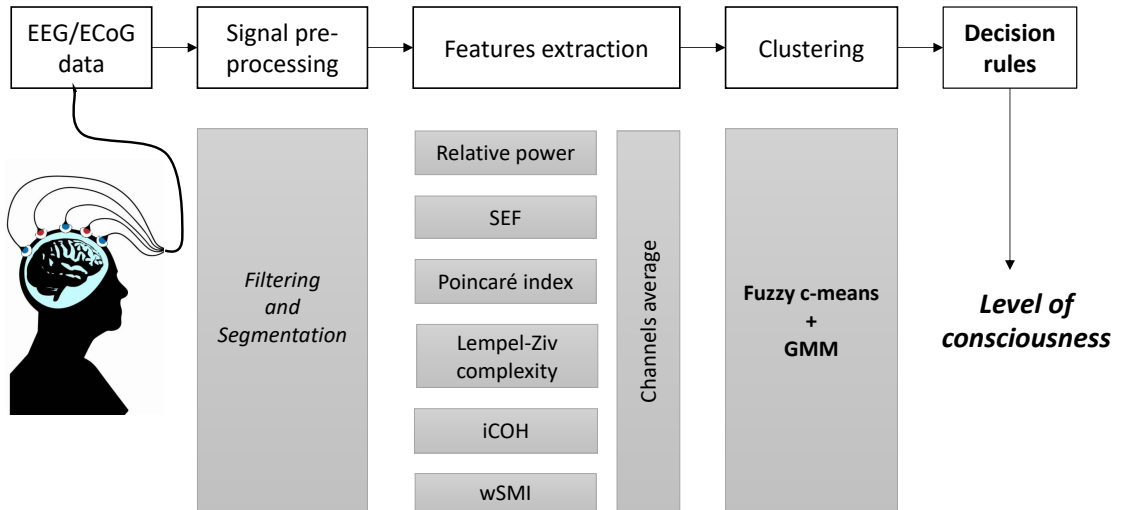 EEG/ECoG
data
Signal pre-
processing
Features extraction
Clustering
Decision
rules
Filtering
and
Segmentation
Relative power
SEF
Poincaré index
Lempel-Ziv
complexity
iCOH
wSMI
Channels average
Fuzzy c-means
+
GMM
Level of
consciousness